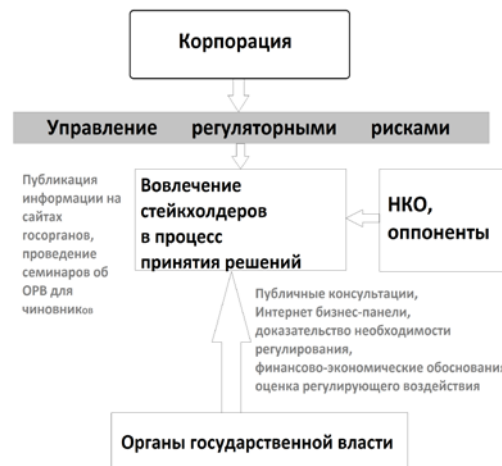 Корпорация
Управление регуляторными рисками
Публикация
информации на
сайтах
госорганов,
проведение
семинаров об
ОРВ для
чиновников
Вовлечение
стейкхолдеров
в процесс
принятия решений
НКО,
оппоненты
Публичные консультации,
Интернет бизнес-панели,
доказательство необходимости
регулирования,
финансово-экономические обоснования
оценка регулирующего воздействия
Органы государственной власти